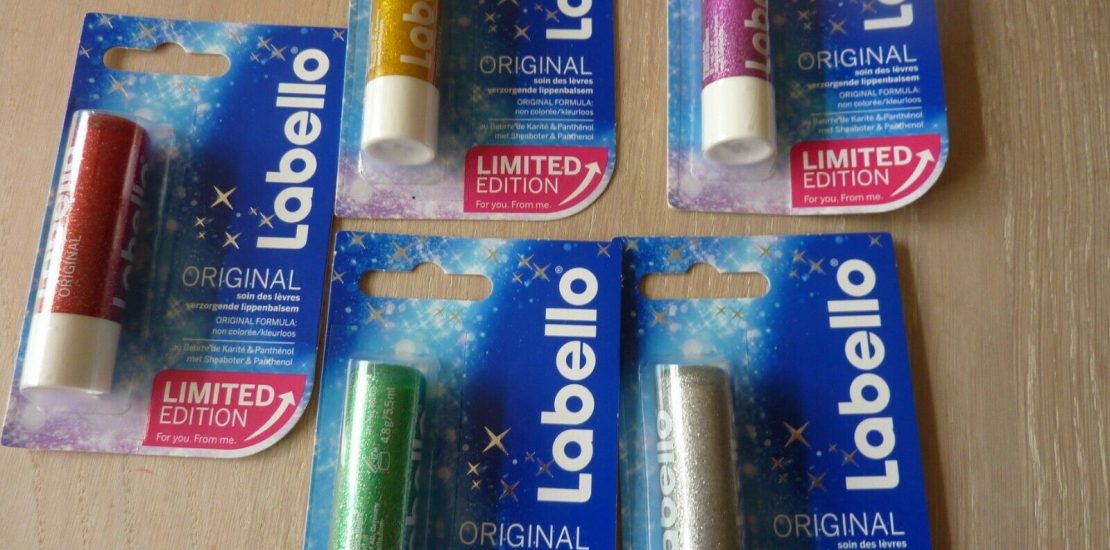 Labello
ORIGINAL
ORIGINAL
soin des lèvres
verzorgende lippenbalsem
ORIGINAL FORMULA:
non colorée/kleurloos
au Beurre de Karité & Panthénol
met Sheaboter & Panthenol
LIMITED
EDITION
For you. From me.
Lab
ORIGINAL
soin des lèvres
verzorgende lippenbalsem
ORIGINAL FORMULA:
non colorée/kleurloos
au Beurre de Karité & Panthénol
met Sheaboter & Panthenol
LIMITED
EDITION
For you. From me.
Lab
ORIGINAL
soin des lèvres
verzorgende lippenbalsem
ORIGINAL FORMULA:
non colorée/kleurloos
au Beurre de Karité & Panthénol
met Sheaboter & Panthenol
LIMITED
EDITION
For you. From me.
Labello
4.8g/5.5ml
ORIGINAL
Labello
bello
ORIGINAL
soin des lèvres